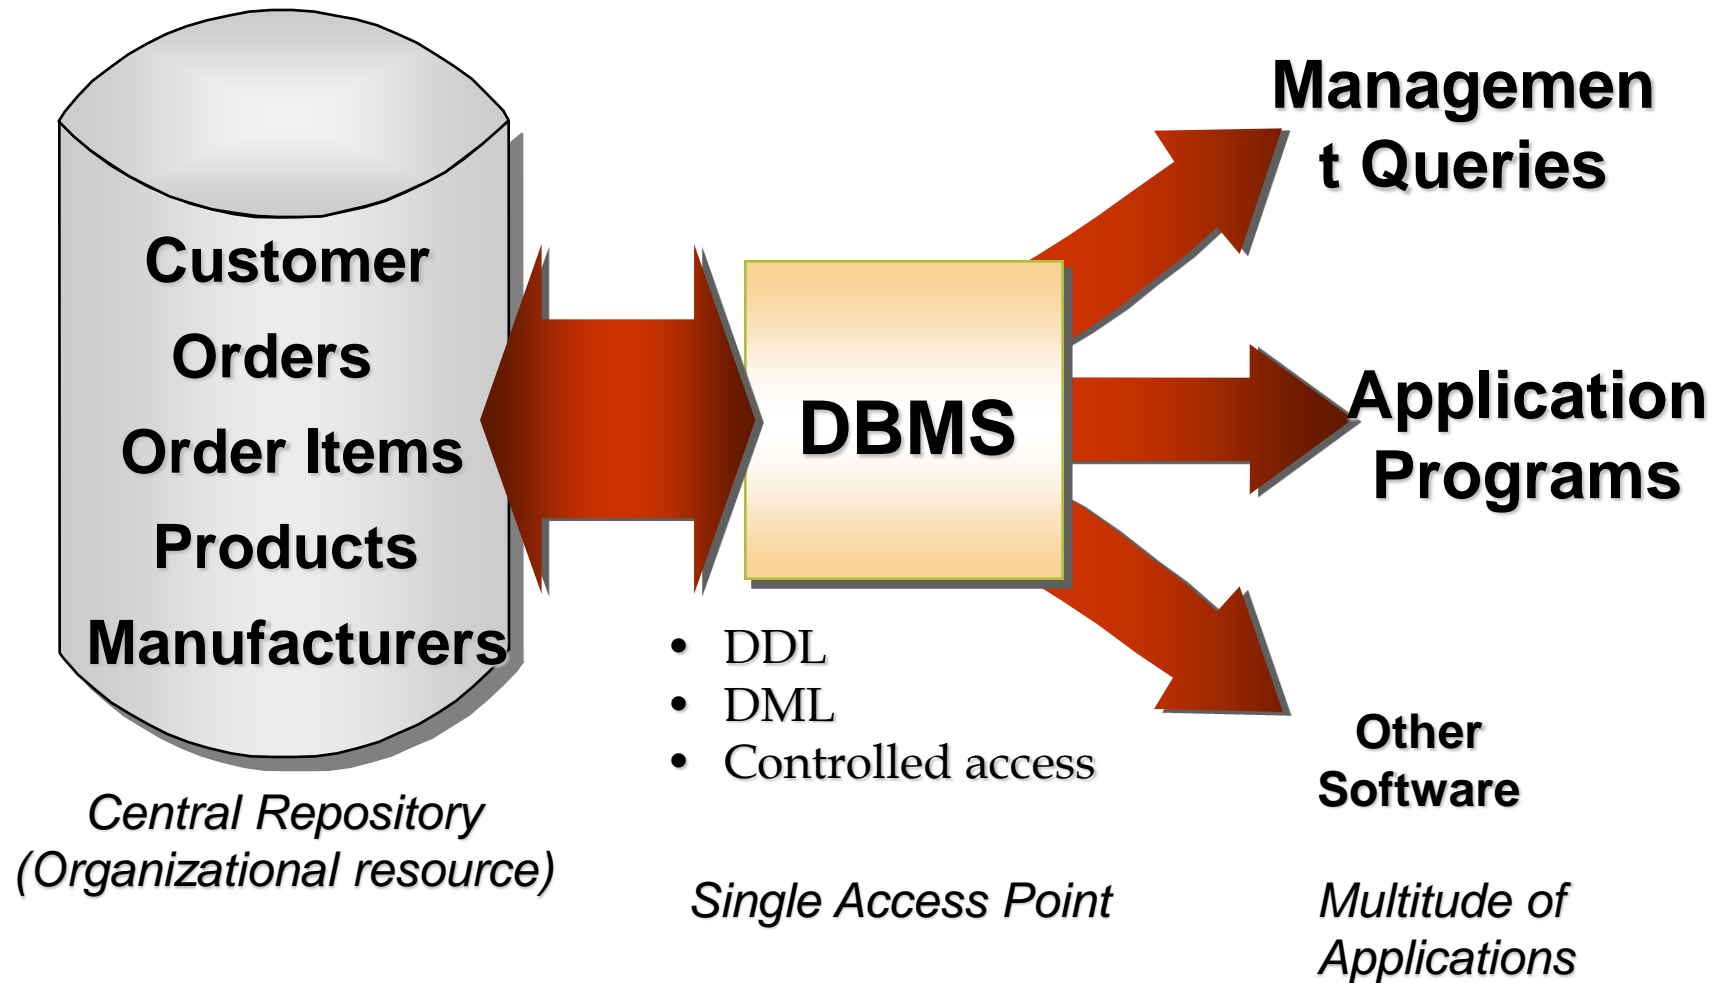 Customer
Orders
Order Items
Products
Manufacturers
Central Repository
(Organizational resource)
DBMS
• DDL
• DML
• Controlled access
Single Access Point
Managemen
t Queries
Application
Programs
Other
Software
Multitude of
Applications